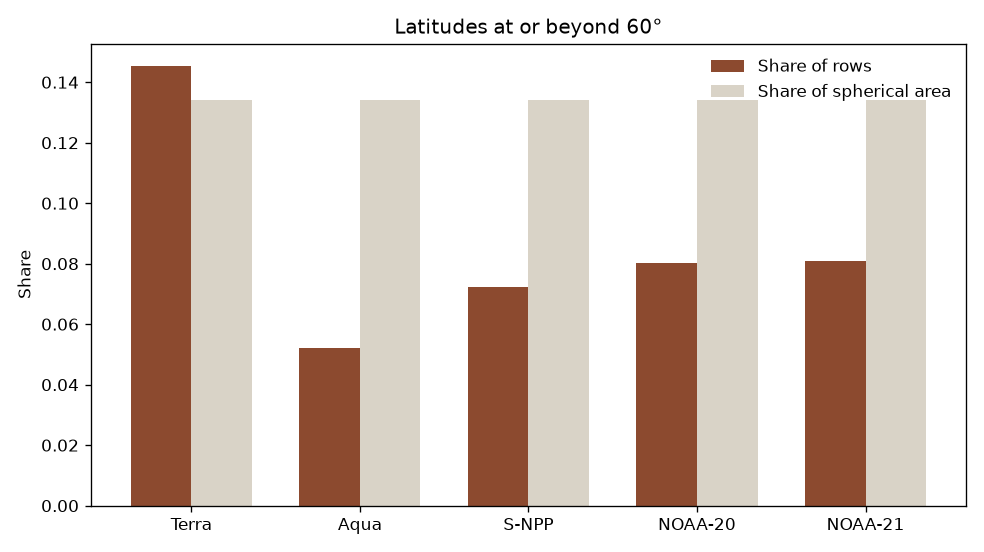 Latitudes at or beyond 60°
Share of rows
Share of spherical area
Share
0.14
0.12
0.10
0.08
0.06
0.04
0.02
0.00
Terra
Aqua
S-NPP
NOAA-20
NOAA-21